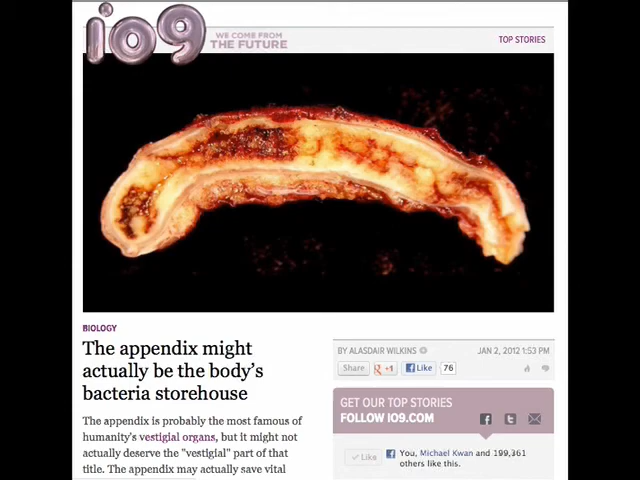 io9
WE COME FROM
THE FUTURE
TOP STORIES
BIOLOGY
The appendix might
actually be the body's
bacteria storehouse
The appendix is probably the most famous of
humanity's vestigial organs, but it might not
actually deserve the "vestigial" part of that
title. The appendix may actually save vital
BY ALASDAIR WILKINS
JAN 2, 2012 1:53 PM
Share
g +1
Like
76
GET OUR TOP STORIES
FOLLOW IO9.COM
Like
You, Michael Kwan and 199,361
others like this.